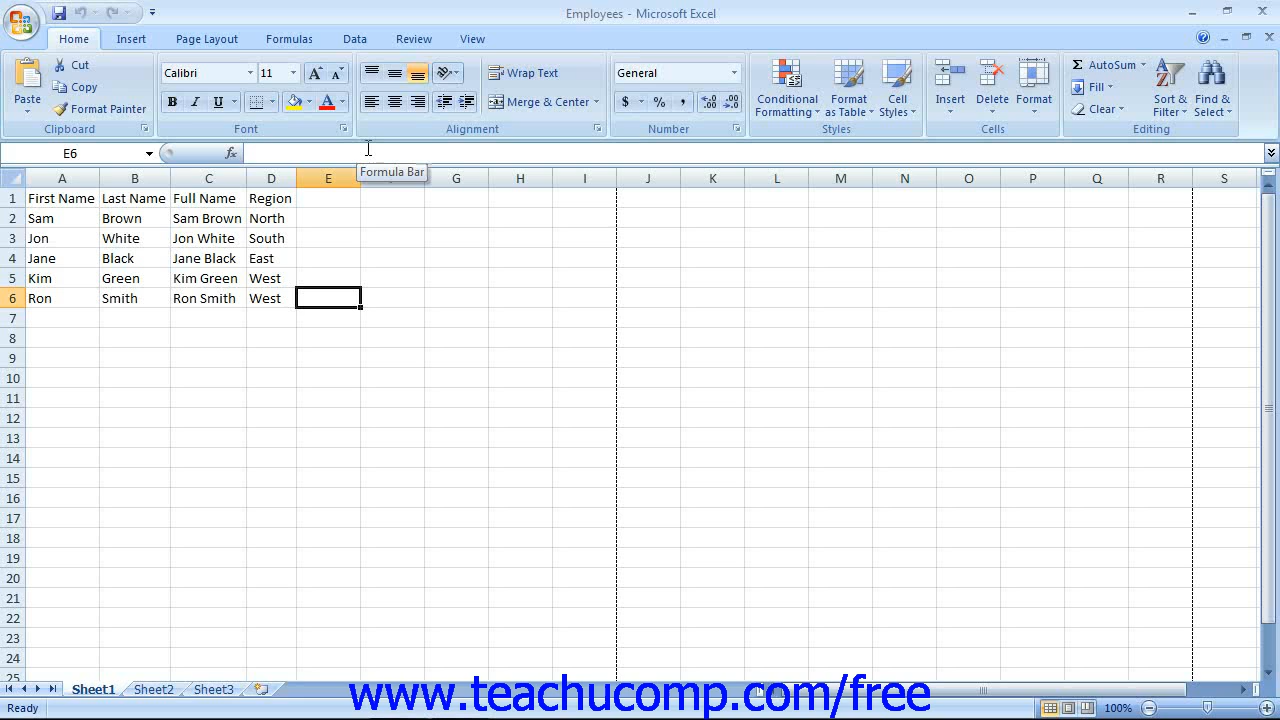 Employees - Microsoft Excel
Home Insert Page Layout Formulas Data Review View
Paste
Cut
Copy
Format Painter
Clipboard
Calibri 11
B I U
Font
Wrap Text
Merge & Center
Alignment
General
$ % ,
Number
Conditional Formatting
Format as Table
Cell Styles
Styles
Insert Delete Format
Cells
AutoSum
Fill
Clear
Sort & Filter
Find & Select
Editing
E6 fx
Formula Bar
A B C D E G H I J K L M N O P Q R S
1 First Name Last Name Full Name Region
2 Sam Brown Sam Brown North
3 Jon White Jon White South
4 Jane Black Jane Black East
5 Kim Green Kim Green West
6 Ron Smith Ron Smith West
7
8
9
10
11
12
13
14
15
16
17
18
19
20
21
22
23
24
25
Sheet1 Sheet2 Sheet3
www.teachucomp.com/free
Ready 100%